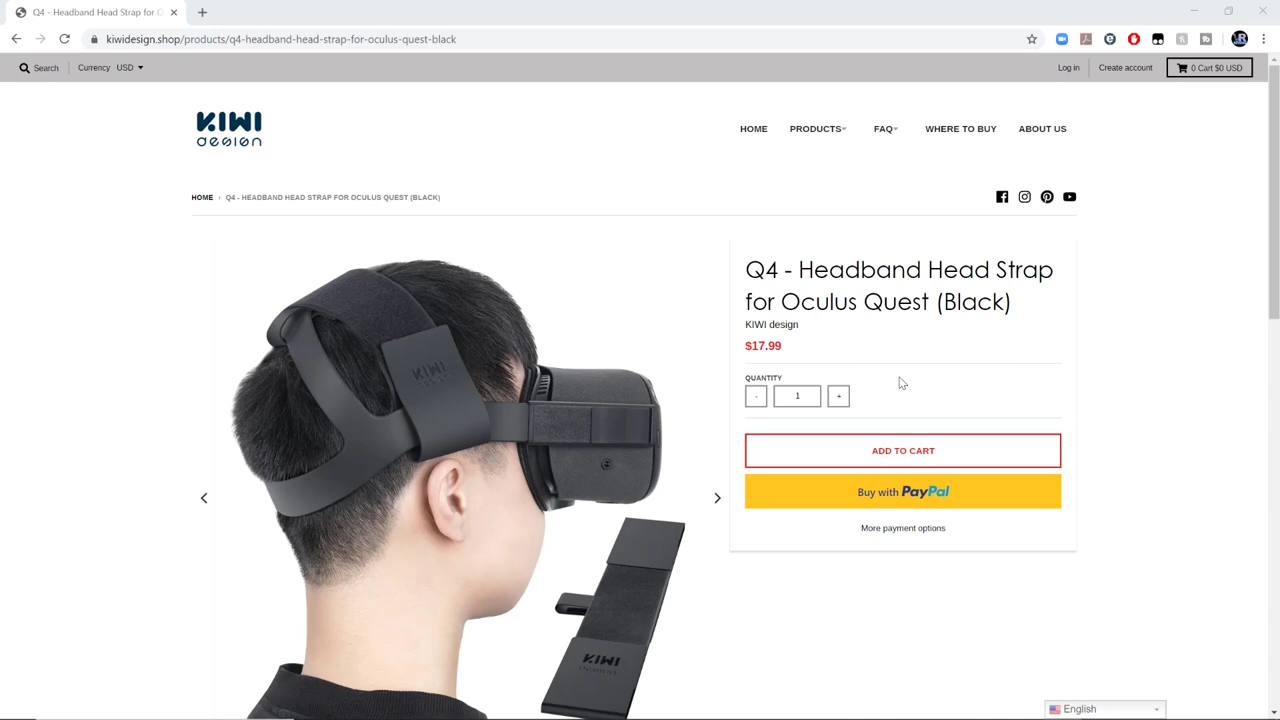 Q4 - Headband Head Strap for O
kiwidesign.shop/products/q4-headband-head-strap-for-oculus-quest-black
Search
Currency USD
Log in
Create account
0 Cart $0 USD
KIWI
design
HOME
PRODUCTS
FAQ
WHERE TO BUY
ABOUT US
HOME › Q4 - HEADBAND HEAD STRAP FOR OCULUS QUEST (BLACK)
Q4 - Headband Head Strap
for Oculus Quest (Black)
KIWI design
$17.99
QUANTITY
- 1 +
ADD TO CART
Buy with PayPal
More payment options
KIWI
design
KIWI
design
English